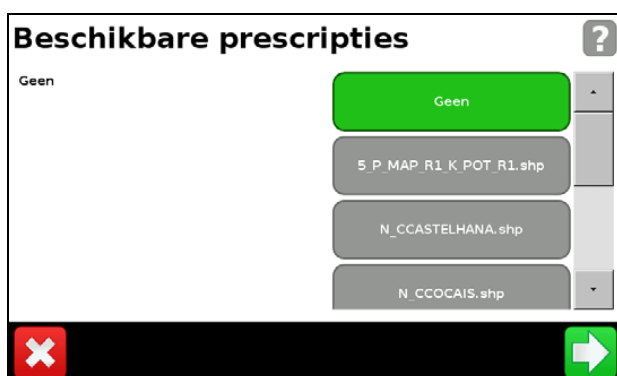 Beschikbare prescripties
?
Geen
Geen
5_P_MAP_R1_K_POT_R1.shp
N_CCASTELHANA.shp
N_CCOCAIS.shp